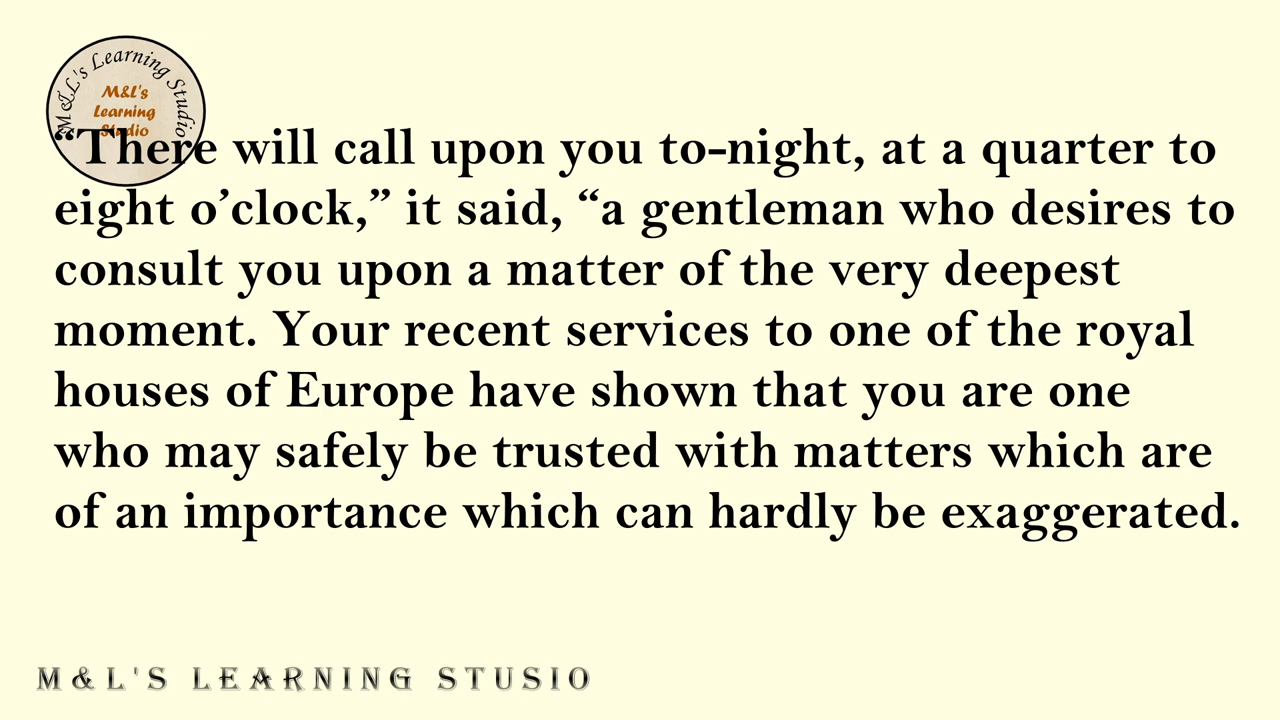 M&L's Learning Studio
M&L's
Learning
Studio
“There will call upon you to-night, at a quarter to
eight o’clock,” it said, “a gentleman who desires to
consult you upon a matter of the very deepest
moment. Your recent services to one of the royal
houses of Europe have shown that you are one
who may safely be trusted with matters which are
of an importance which can hardly be exaggerated.
M&L'S LEARNING STUSIO